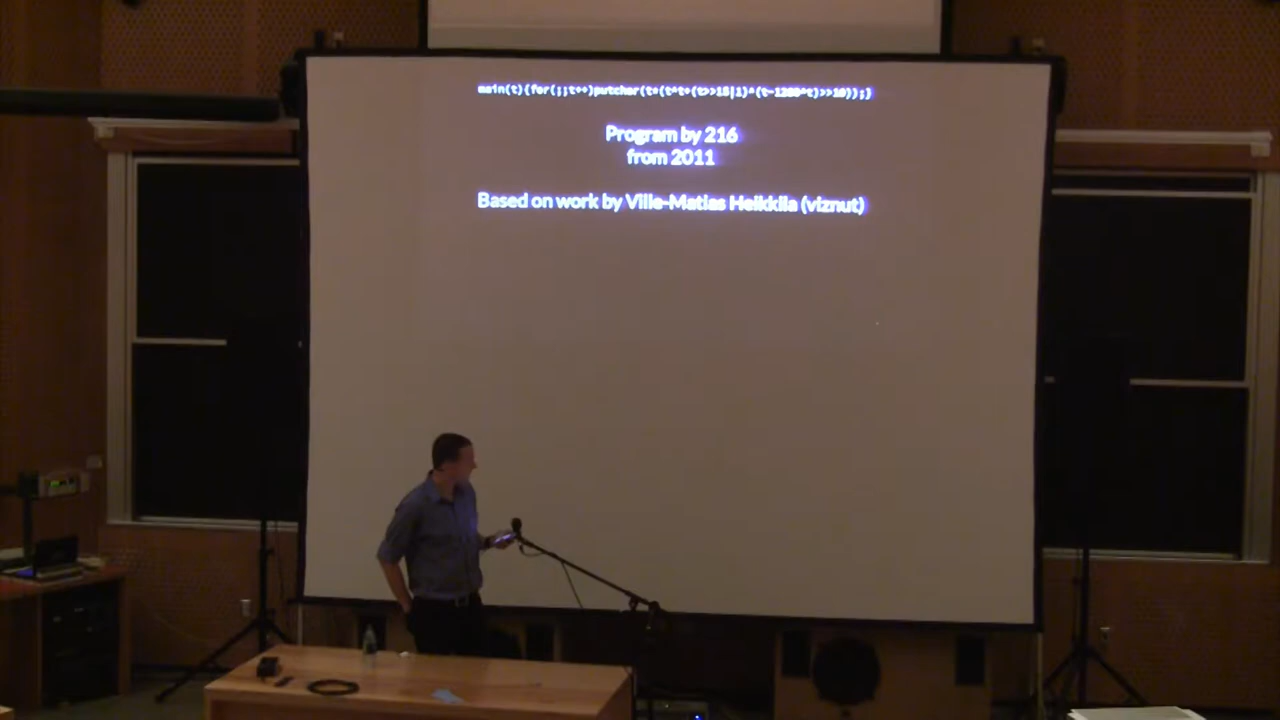 main(t){for(;;t++)putchar(t*(t^t+(t>>15|1)^(t-1280^t)>>10));}
Program by 216
from 2011
Based on work by Ville-Matias Heikkila (viznut)